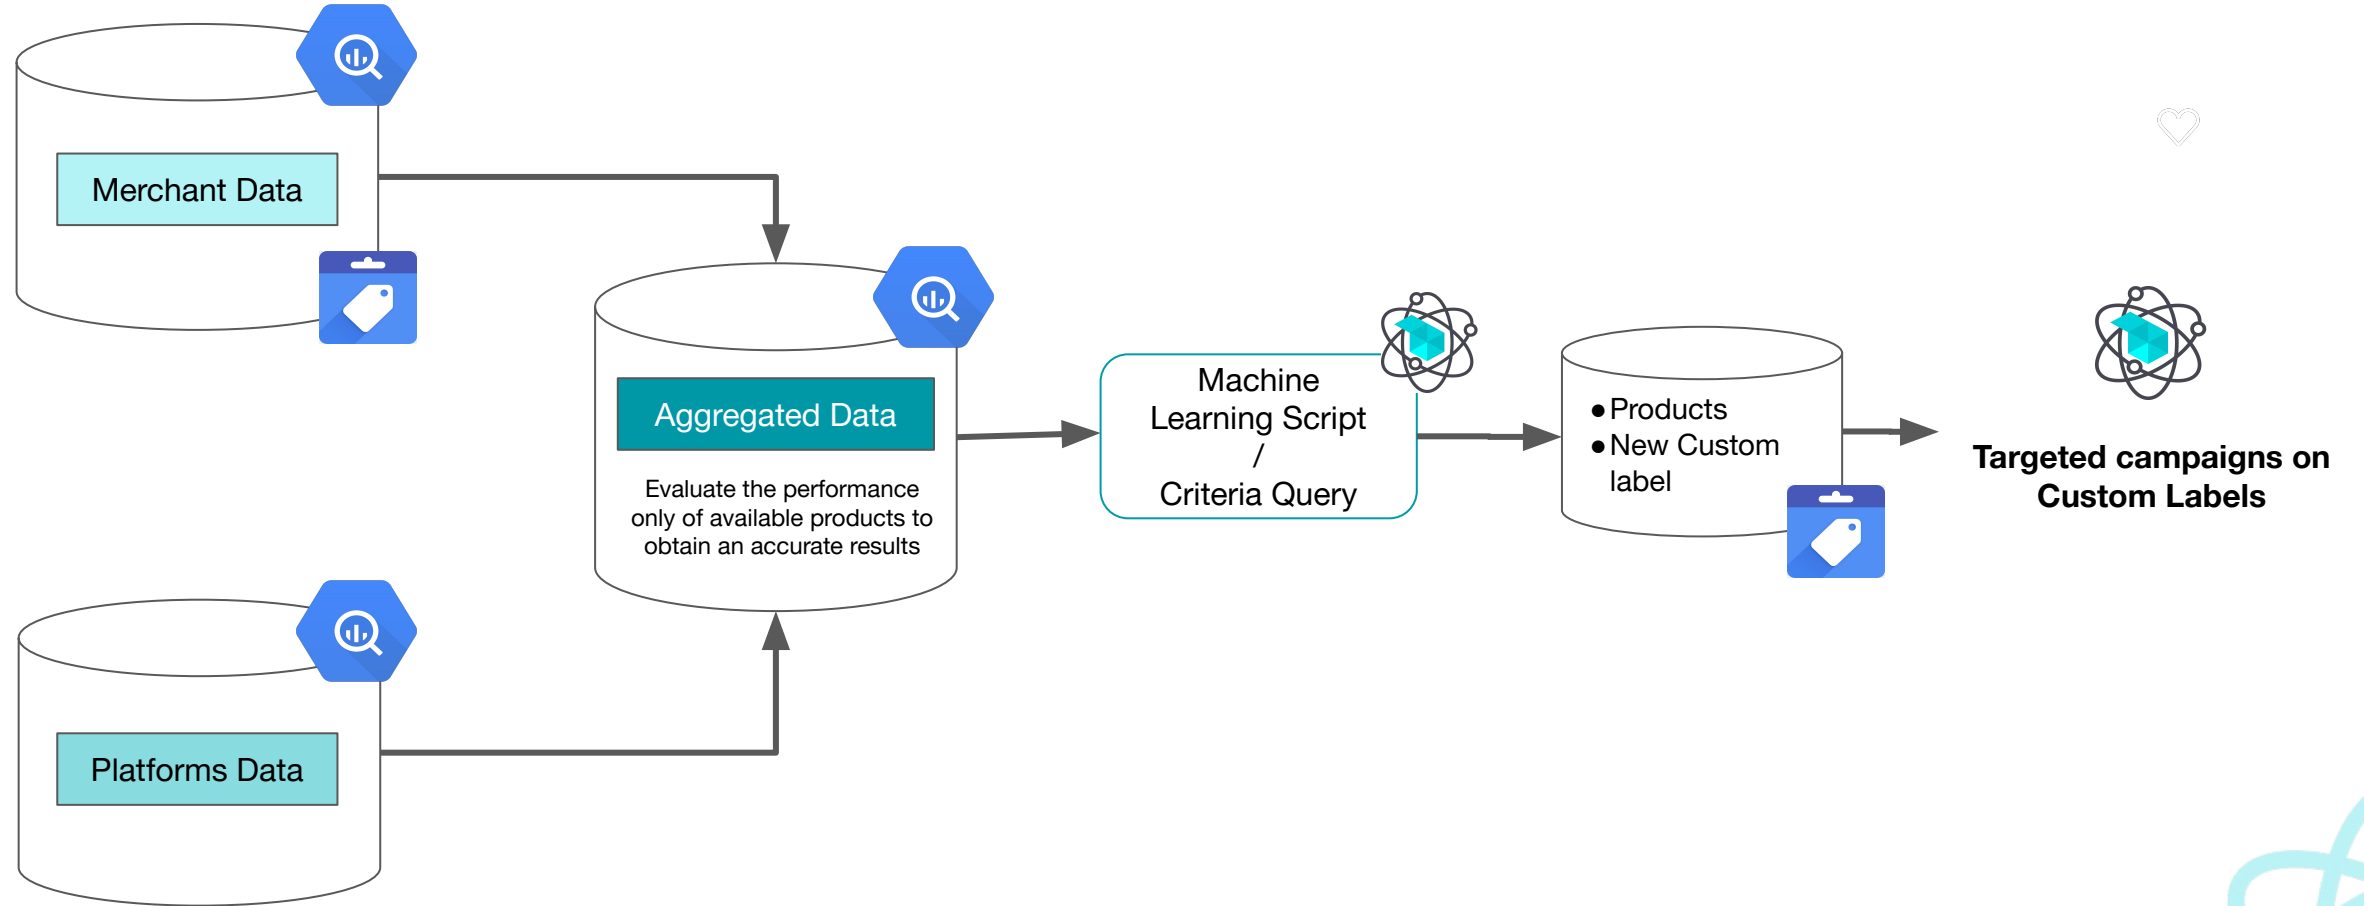 Merchant Data
Aggregated Data
Evaluate the performance
only of available products to
obtain an accurate results
Platforms Data
Machine
Learning Script
/
Criteria Query
●Products
●New Custom
label
Targeted campaigns on
Custom Labels